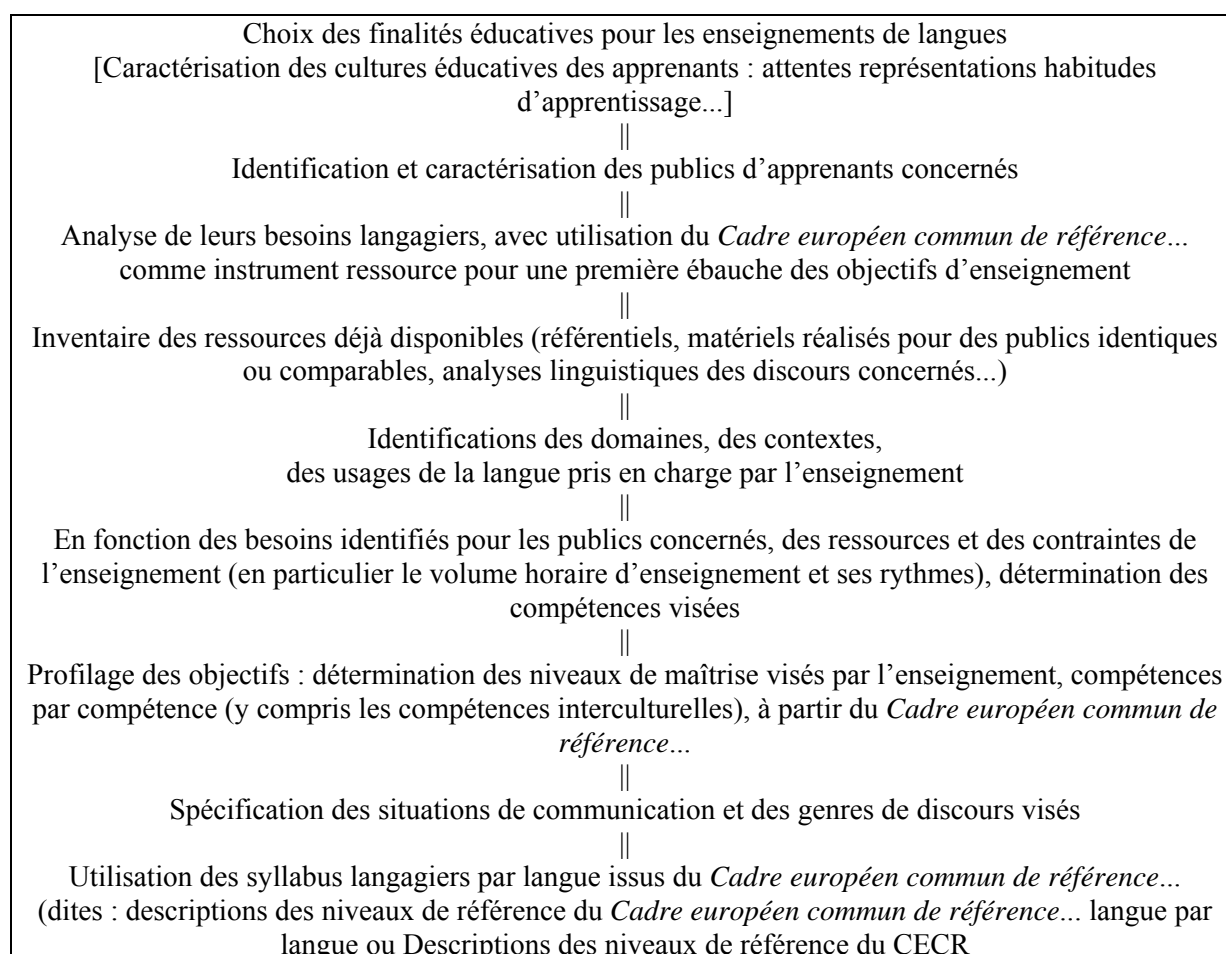 Choix des finalités éducatives pour les enseignements de langues
[Caractérisation des cultures éducatives des apprenants : attentes représentations habitudes
d’apprentissage...]
||
Identification et caractérisation des publics d’apprenants concernés
||
Analyse de leurs besoins langagiers, avec utilisation du Cadre européen commun de référence...
comme instrument ressource pour une première ébauche des objectifs d’enseignement
||
Inventaire des ressources déjà disponibles (référentiels, matériels réalisés pour des publics identiques
ou comparables, analyses linguistiques des discours concernés...)
||
Identifications des domaines, des contextes,
des usages de la langue pris en charge par l’enseignement
||
En fonction des besoins identifiés pour les publics concernés, des ressources et des contraintes de
l’enseignement (en particulier le volume horaire d’enseignement et ses rythmes), détermination des
compétences visées
||
Profilage des objectifs : détermination des niveaux de maîtrise visés par l’enseignement, compétences
par compétence (y compris les compétences interculturelles), à partir du Cadre européen commun de
référence...
||
Spécification des situations de communication et des genres de discours visés
||
Utilisation des syllabus langagiers par langue issus du Cadre européen commun de référence...
(dites : descriptions des niveaux de référence du Cadre européen commun de référence... langue par
langue ou Descriptions des niveaux de référence du CECR